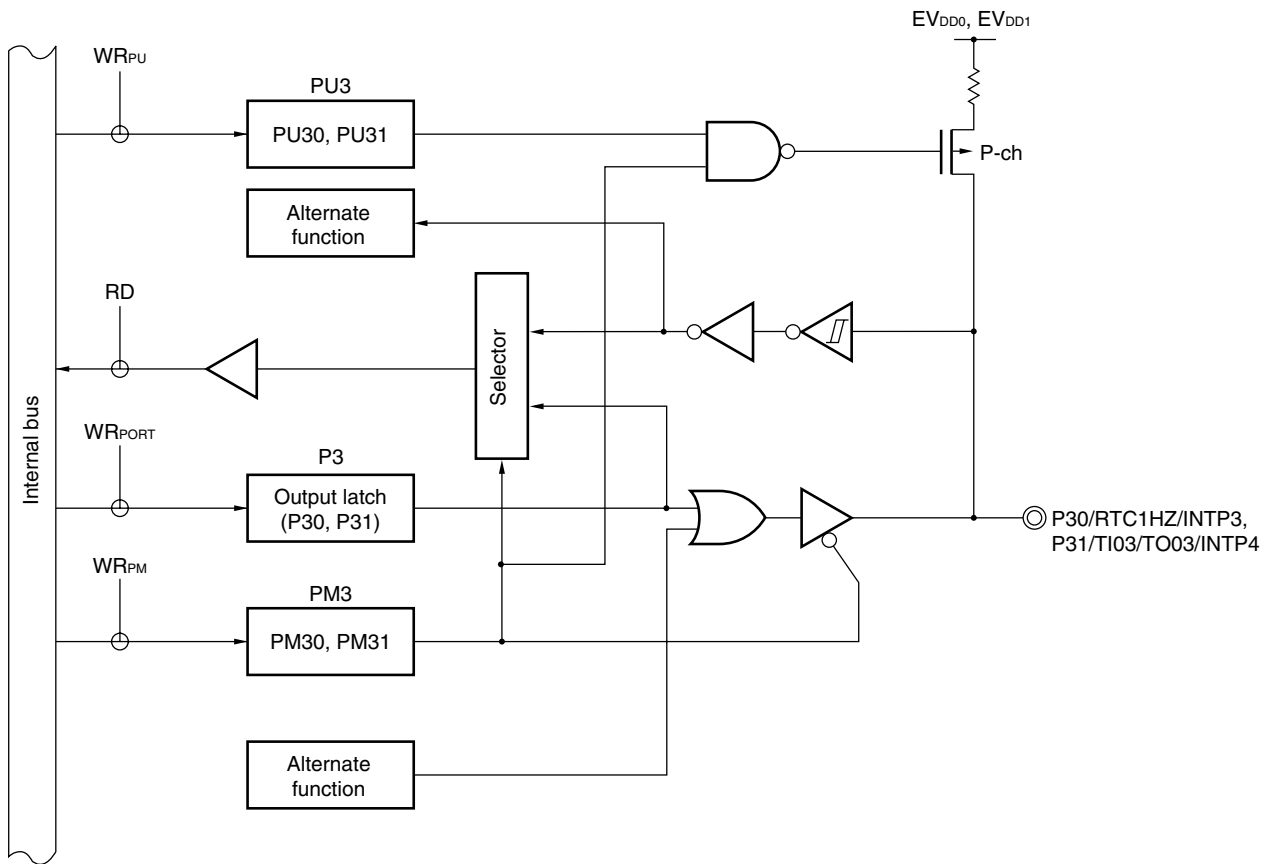 EVDD0, EVDD1
WRPU
PU3
PU30, PU31
P-ch
Alternate
function
RD
Selector
Internal bus
WRPORT
P3
Output latch
(P30, P31)
P30/RTC1HZ/INTP3,
P31/TI03/TO03/INTP4
WRPM
PM3
PM30, PM31
Alternate
function